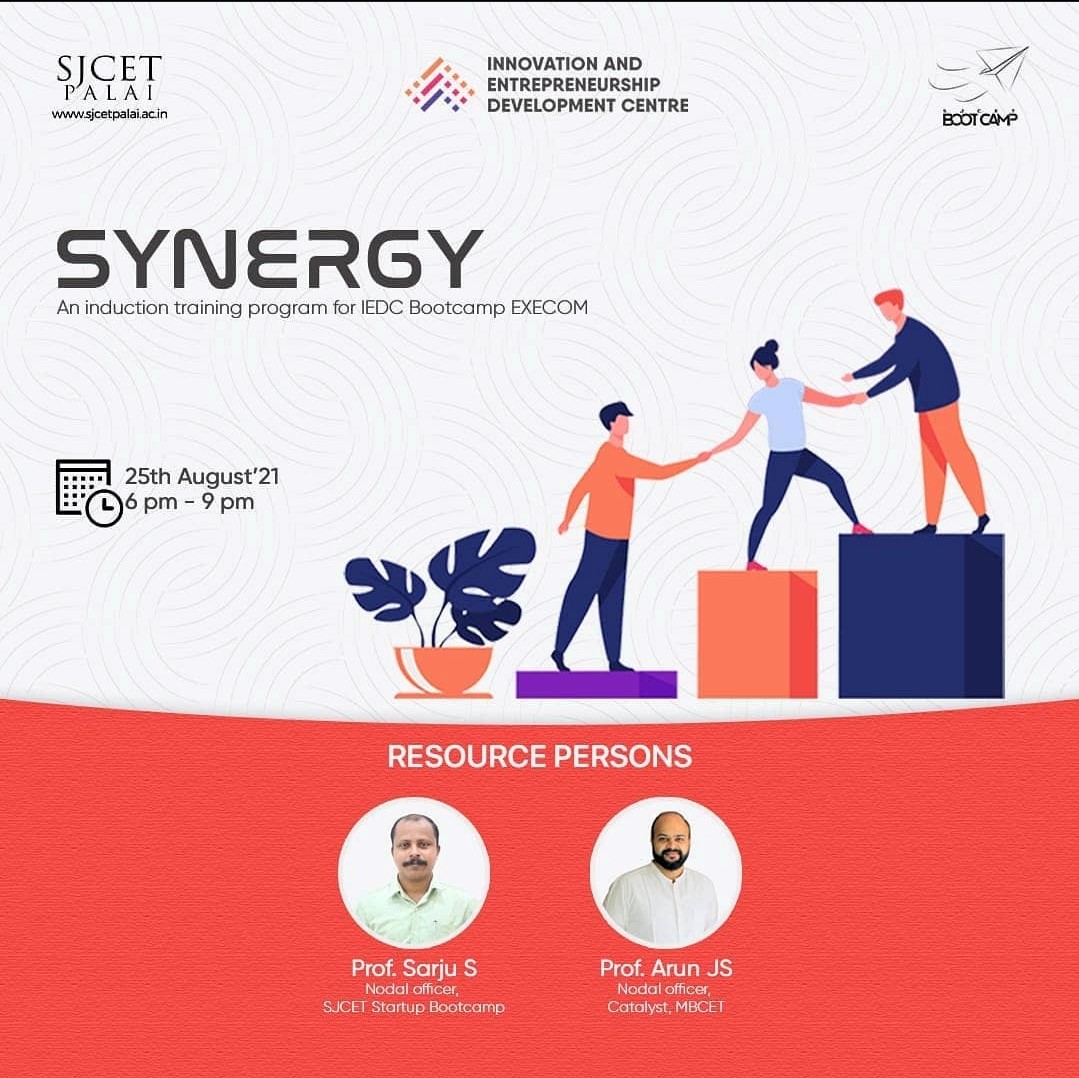 SJCET
PALAI
www.sjcetpalai.ac.in
INNOVATION AND
ENTREPRENEURSHIP
DEVELOPMENT CENTRE
BOOTCAMP
SYNERGY
An induction training program for IEDC Bootcamp EXECOM
25th August'21
6 pm - 9 pm
RESOURCE PERSONS
Prof. Sarju S
Nodal officer,
SJCET Startup Bootcamp
Prof. Arun JS
Nodal officer,
Catalyst, MBCET